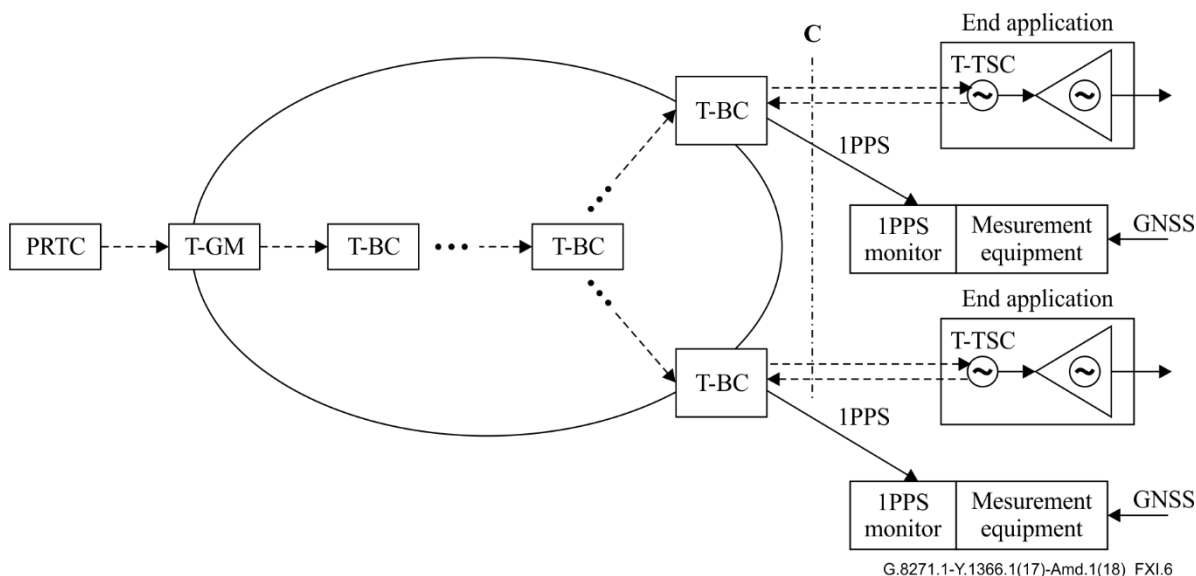 End application
C
T-TSC
T-BC
1PPS
PRTC
T-GM
T-BC
T-BC
1PPS
monitor
Mesurement
equipment
GNSS
End application
T-TSC
T-BC
1PPS
1PPS
monitor
Mesurement
equipment
GNSS
G.8271.1-Y.1366.1(17)-Amd.1(18)_FXI.6